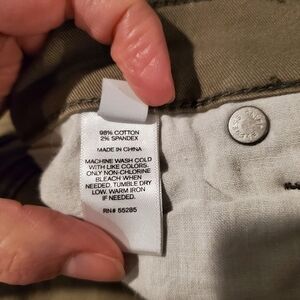 98% COTTON
2% SPANDEX
MADE IN CHINA
MACHINE WASH COLD
WITH LIKE COLORS.
ONLY NON-CHLORINE
BLEACH WHEN
NEEDED. TUMBLE DRY
LOW. WARM IRON
IF NEEDED.
RN# 55285